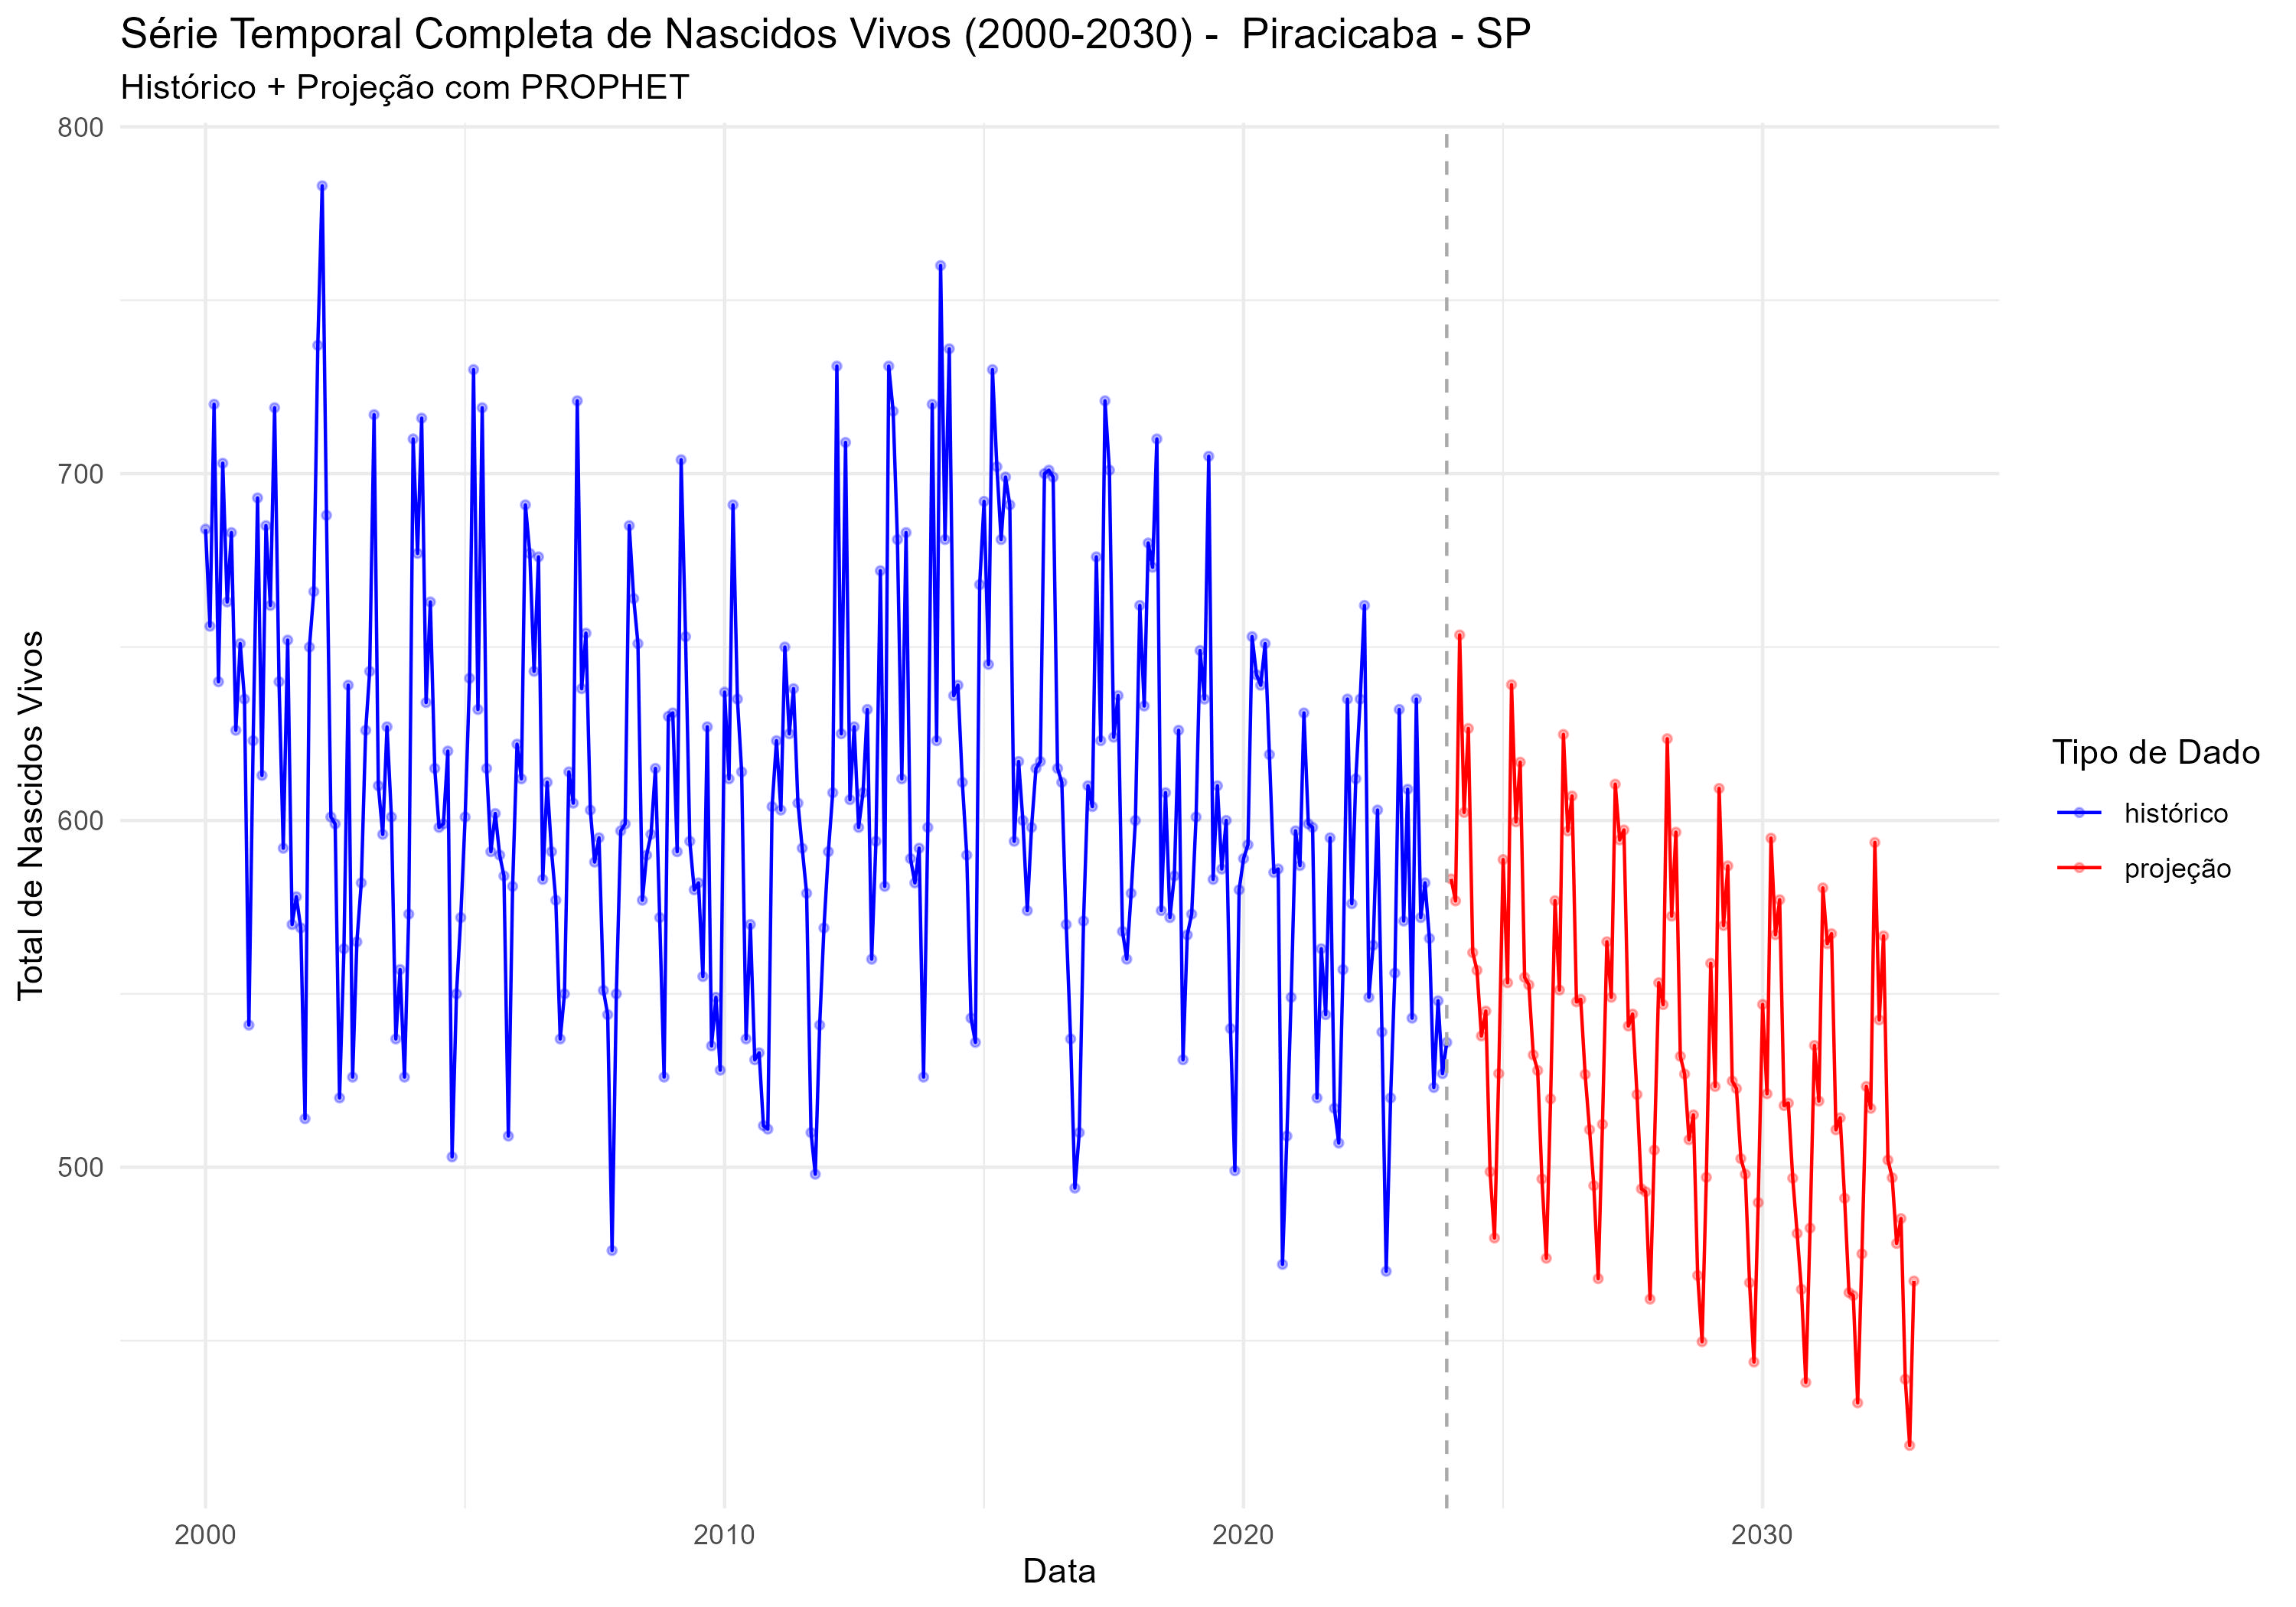 Série Temporal Completa de Nascidos Vivos (2000-2030) -  Piracicaba - SP
Histórico + Projeção com PROPHET
800
700
600
500
Total de Nascidos Vivos
2000
2010
2020
2030
Data
Tipo de Dado
histórico
projeção